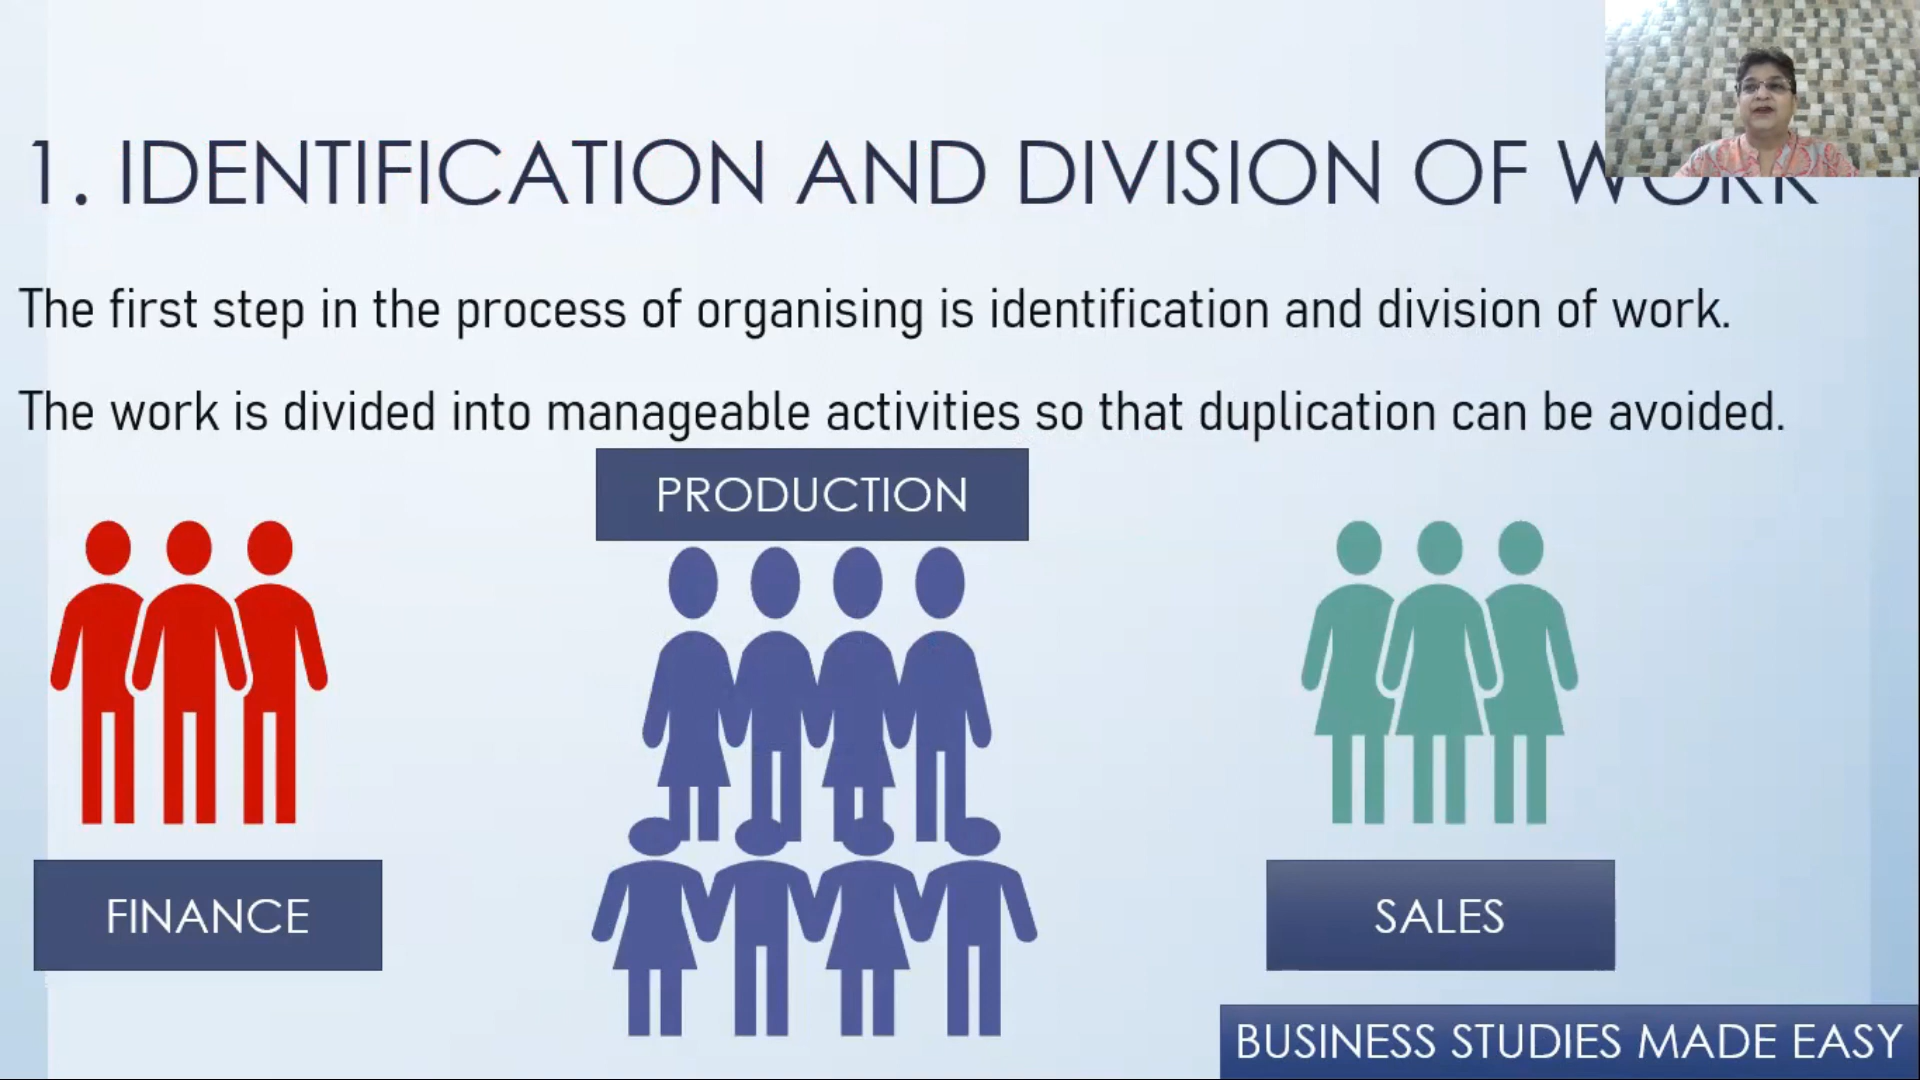 1. IDENTIFICATION AND DIVISION OF WORK
The first step in the process of organising is identification and division of work.
The work is divided into manageable activities so that duplication can be avoided.
PRODUCTION
FINANCE
SALES
BUSINESS STUDIES MADE EASY